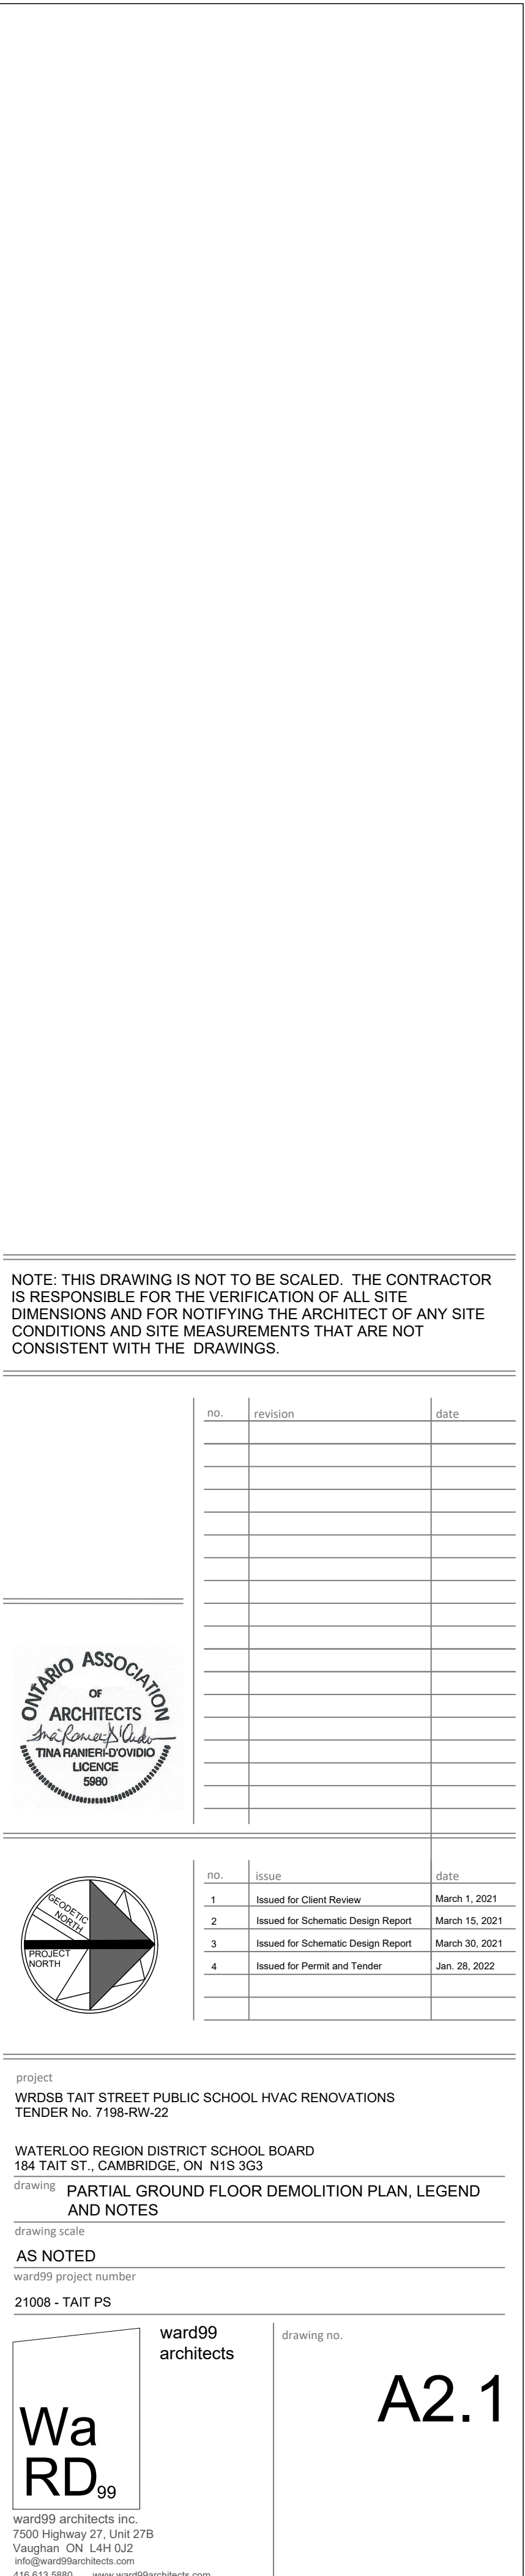 NOTE: THIS DRAWING IS NOT TO BE SCALED. THE CONTRACTOR
IS RESPONSIBLE FOR THE VERIFICATION OF ALL SITE
DIMENSIONS AND FOR NOTIFYING THE ARCHITECT OF ANY SITE
CONDITIONS AND SITE MEASUREMENTS THAT ARE NOT
CONSISTENT WITH THE DRAWINGS.
no. revision date
ONTARIO ASSOCIATION
OF
ARCHITECTS
TINA RANIERI-D'OVIDIO
LICENCE
5980
GEODETIC
NORTH
PROJECT
NORTH
no. issue date
1 Issued for Client Review March 1, 2021
2 Issued for Schematic Design Report March 15, 2021
3 Issued for Schematic Design Report March 30, 2021
4 Issued for Permit and Tender Jan. 28, 2022
project
WRDSB TAIT STREET PUBLIC SCHOOL HVAC RENOVATIONS
TENDER No. 7198-RW-22
WATERLOO REGION DISTRICT SCHOOL BOARD
184 TAIT ST., CAMBRIDGE, ON N1S 3G3
drawing PARTIAL GROUND FLOOR DEMOLITION PLAN, LEGEND
AND NOTES
drawing scale
AS NOTED
ward99 project number
21008 - TAIT PS
ward99
architects
drawing no.
A2.1
Wa
RD99
ward99 architects inc.
7500 Highway 27, Unit 27B
Vaughan ON L4H 0J2
info@ward99architects.com
416 613 5880 www.ward99architects.com